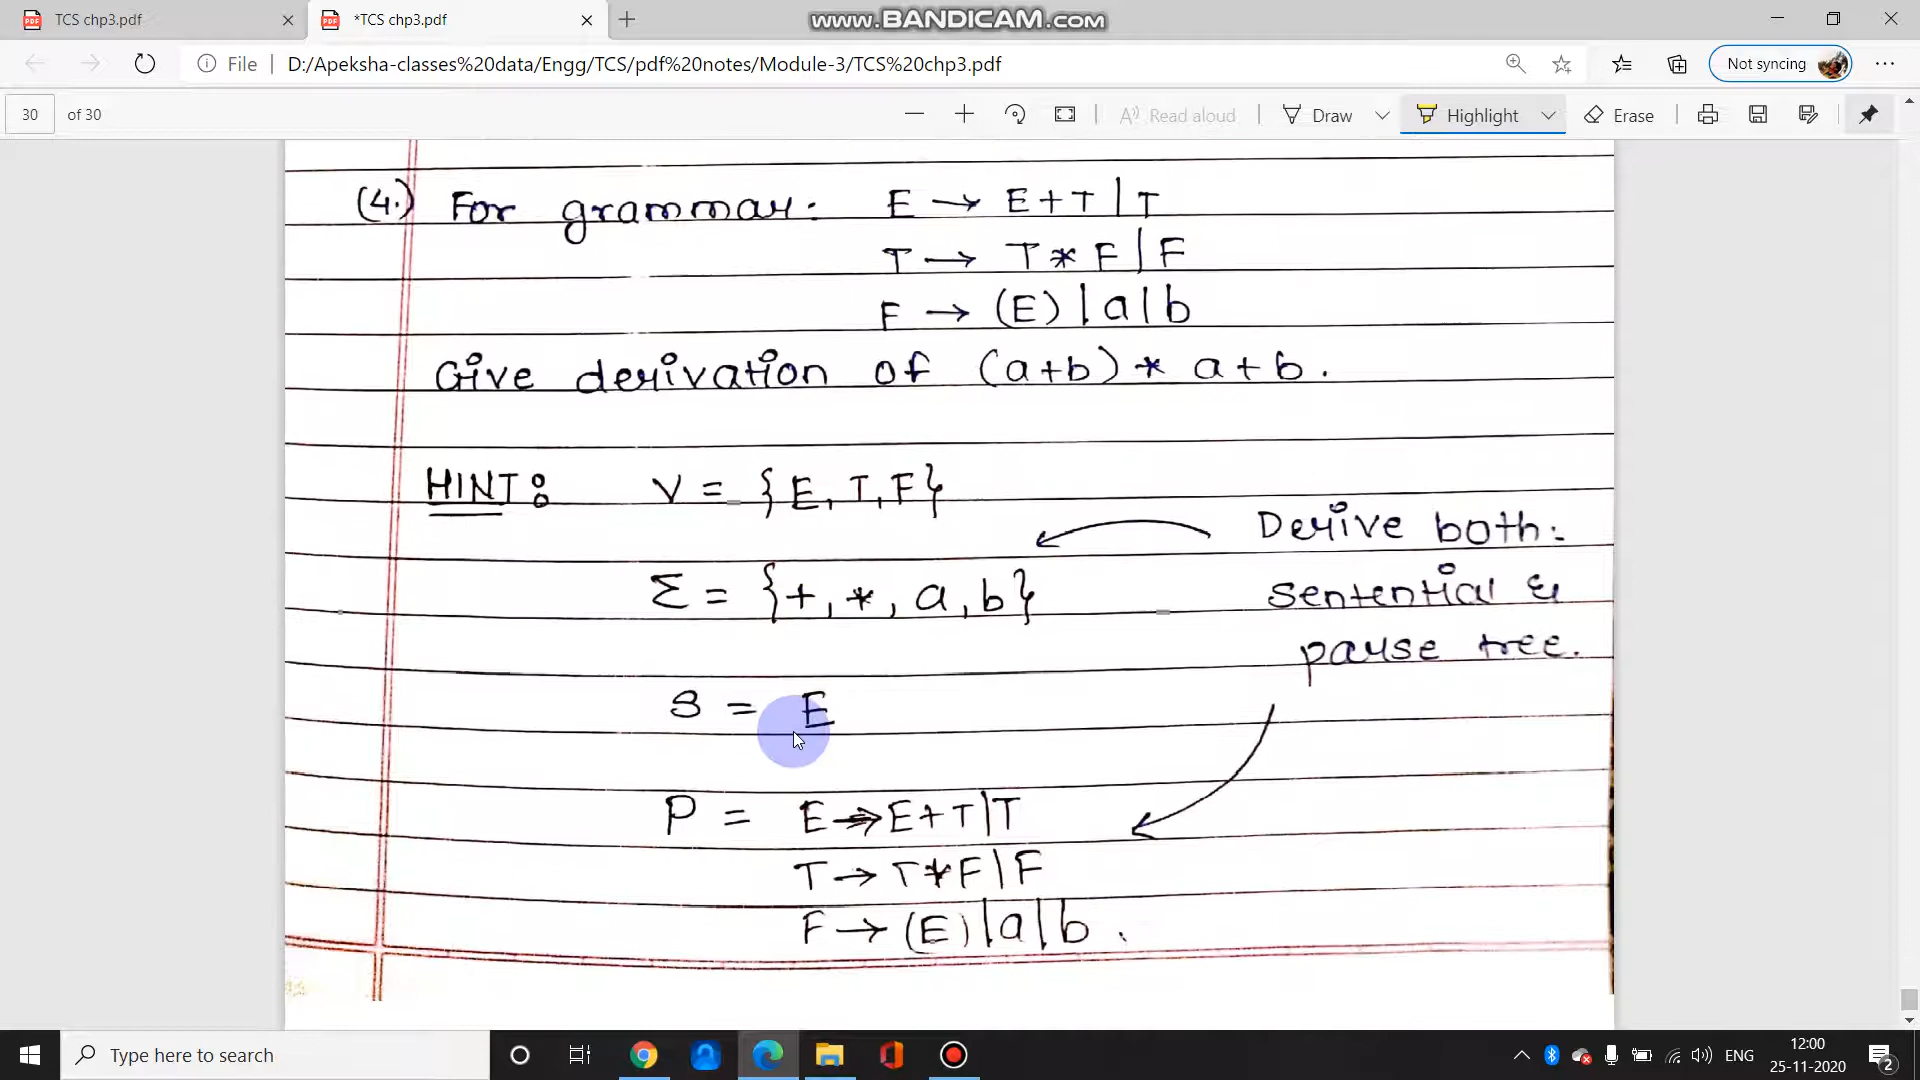 TCS chp3.pdf
*TCS chp3.pdf
www.BANDICAM.com
File
D:/Apeksha-classes%20data/Engg/TCS/pdf%20notes/Module-3/TCS%20chp3.pdf
Not syncing
30 of 30
Read aloud
Draw
Highlight
Erase
(4.) For grammar: E → E+T | T
T → T * F | F
F → (E) | a | b
Give derivation of (a+b) * a+b.
HINT: V = {E, T, F}
Derive both:
Σ = {+, *, a, b}
sentential &
parse tree.
S = E
P = E → E+T | T
T → T*F | F
F → (E) | a | b.
Type here to search
ENG
12:00
25-11-2020
2